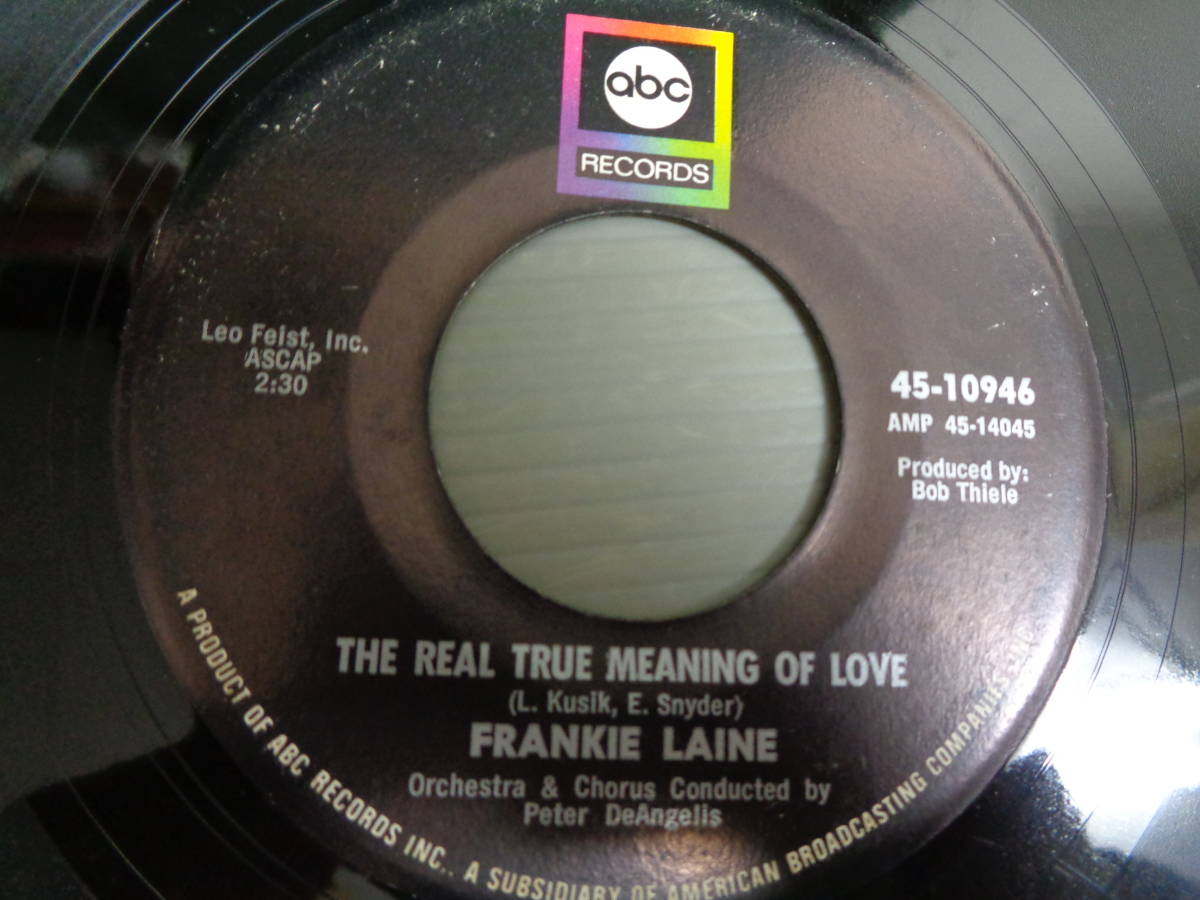 abc
RECORDS
Leo Feist, Inc.
ASCAP
2:30
45-10946
AMP 45-14045
Produced by:
Bob Thiele
THE REAL TRUE MEANING OF LOVE
(L. Kusik, E. Snyder)
FRANKIE LAINE
Orchestra & Chorus Conducted by
Peter DeAngelis
A PRODUCT OF ABC RECORDS INC.. A SUBSIDIARY OF AMERICAN BROADCASTING COMPANIES, INC.